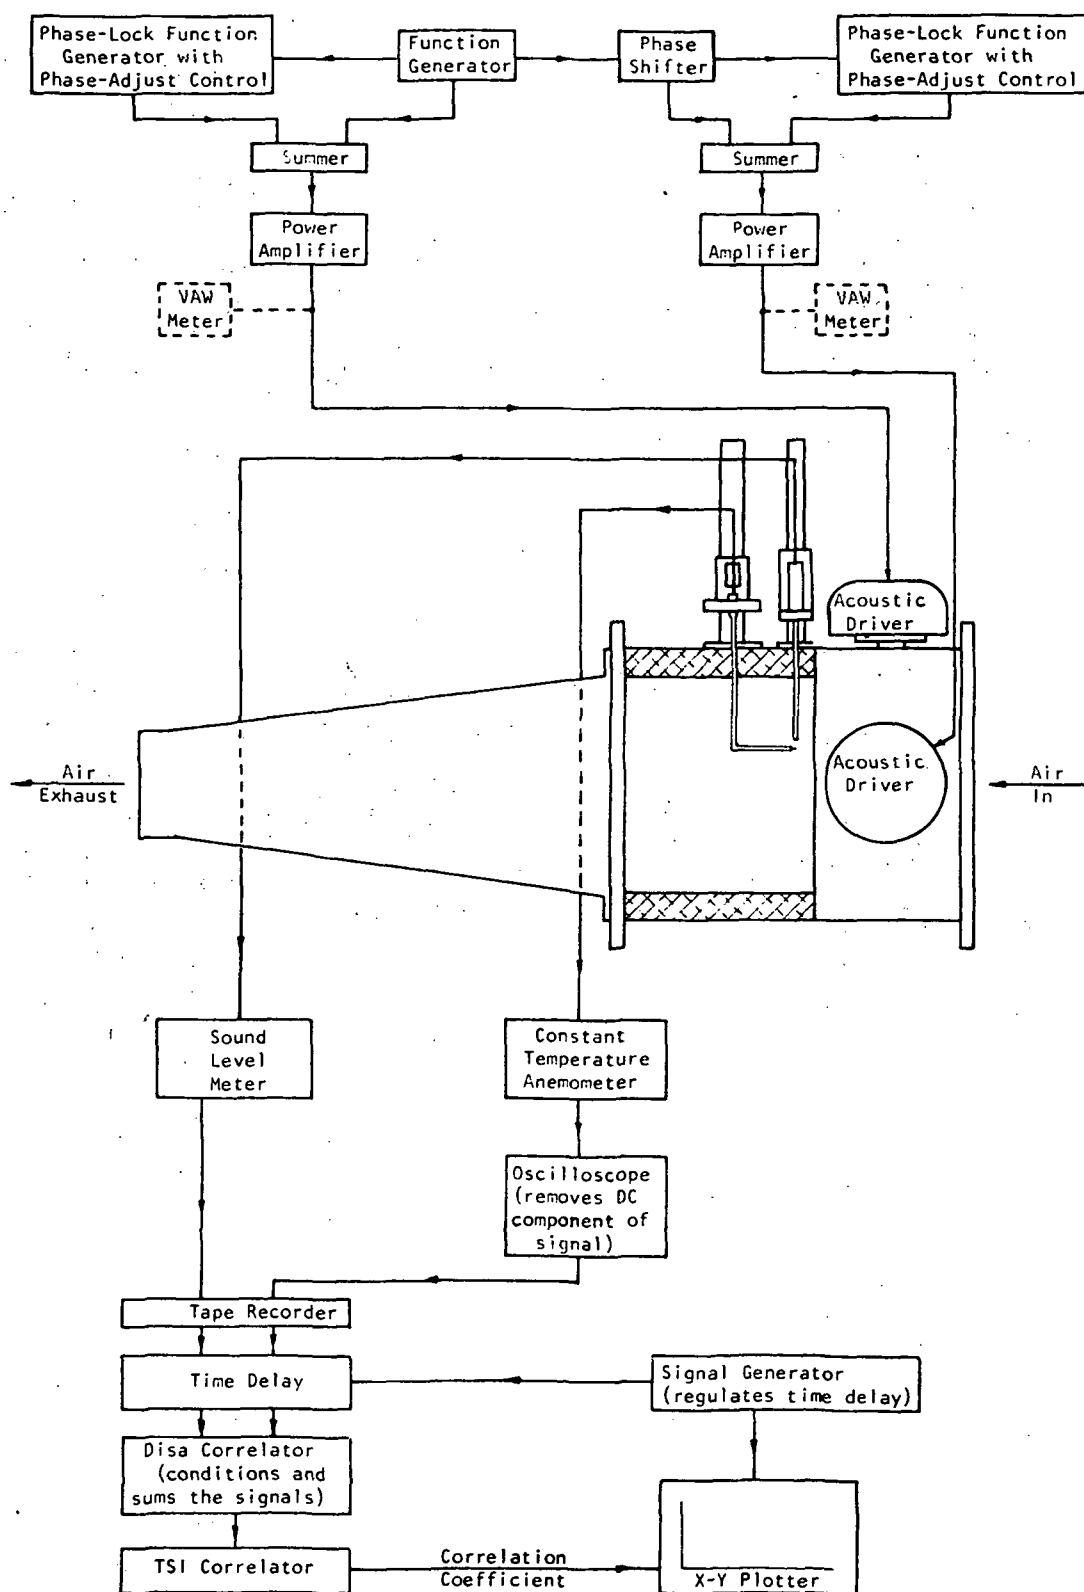 Phase-Lock Function
Generator with
Phase-Adjust Control
Function
Generator
Phase
Shifter
Phase-Lock Function
Generator with
Phase-Adjust Control
Summer
Summer
Power
Amplifier
Power
Amplifier
VAW
Meter
VAW
Meter
Acoustic
Driver
Acoustic
Driver
Air
Exhaust
Air
In
Sound
Level
Meter
Constant
Temperature
Anemometer
Oscilloscope
(removes DC
component of
signal)
Tape Recorder
Time Delay
Signal Generator
(regulates time delay)
Disa Correlator
(conditions and
sums the signals)
TSI Correlator
Correlation
Coefficient
X-Y Plotter